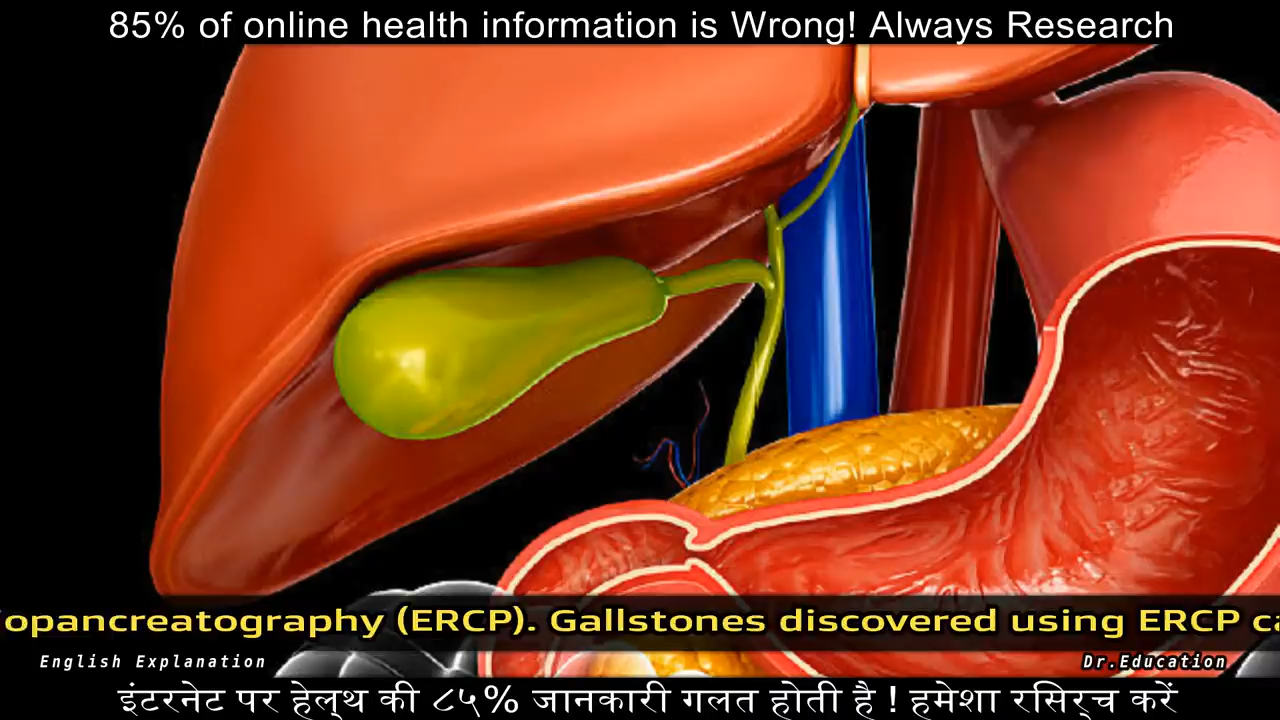 85% of online health information is Wrong! Always Research
opancreatography (ERCP). Gallstones discovered using ERCP ca
English Explanation
Dr.Education
इंटरनेट पर हेल्थ की ८५% जानकारी गलत होती है ! हमेशा रसिर्च करें